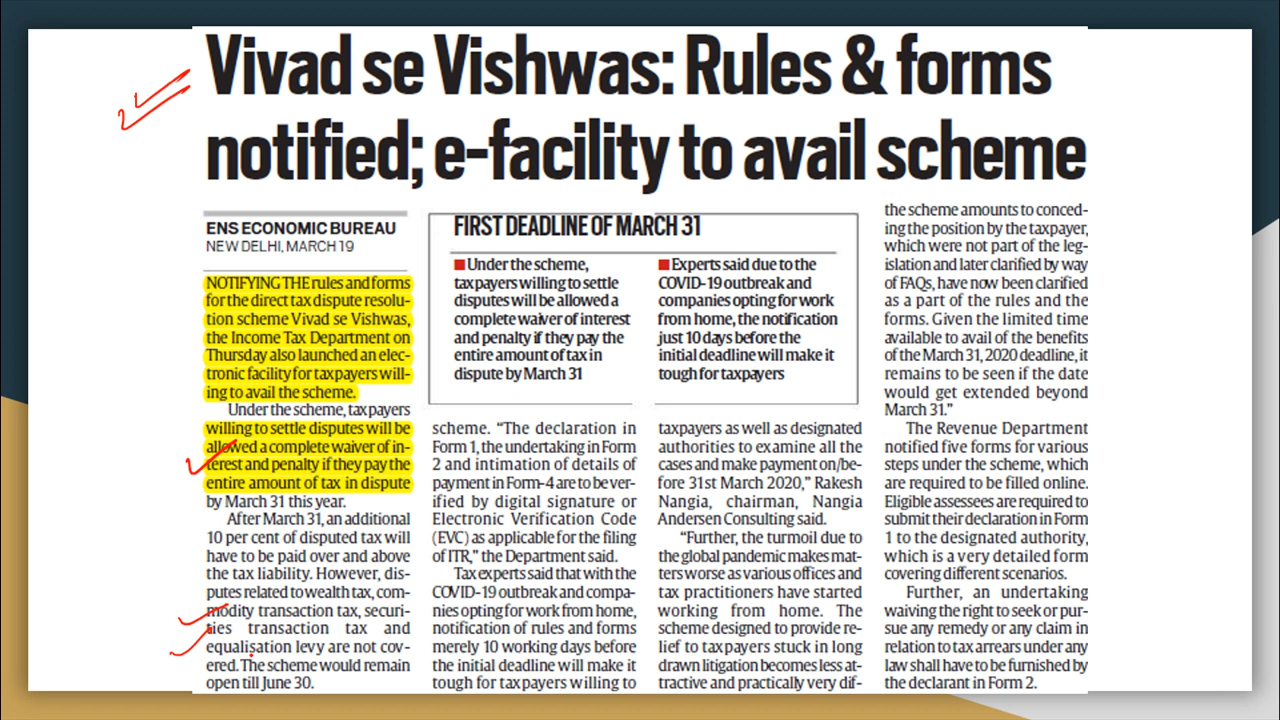 Vivad se Vishwas: Rules & forms
notified; e-facility to avail scheme
ENS ECONOMIC BUREAU
NEW DELHI, MARCH 19
NOTIFYING THE rules and forms
for the direct tax dispute resolu-
tion scheme Vivad se Vishwas,
the Income Tax Department on
Thursday also launched an elec-
tronic facility for taxpayers will-
ing to avail the scheme.
Under the scheme, taxpayers
willing to settle disputes will be
allowed a complete waiver of in-
terest and penalty if they pay the
entire amount of tax in dispute
by March 31 this year.
After March 31, an additional
10 per cent of disputed tax will
have to be paid over and above
the tax liability. However, dis-
putes related to wealth tax, com-
modity transaction tax, securi-
ties transaction tax and
equalisation levy are not cov-
ered. The scheme would remain
open till June 30.
FIRST DEADLINE OF MARCH 31
Under the scheme,
taxpayers willing to settle
disputes will be allowed a
complete waiver of interest
and penalty if they pay the
entire amount of tax in
dispute by March 31
Experts said due to the
COVID-19 outbreak and
companies opting for work
from home, the notification
just 10 days before the
initial deadline will make it
tough for taxpayers
scheme. “The declaration in
Form 1, the undertaking in Form
2 and intimation of details of
payment in Form-4 are to be ver-
ified by digital signature or
Electronic Verification Code
(EVC) as applicable for the filing
of ITR,” the Department said.
Tax experts said that with the
COVID-19 outbreak and compa-
nies opting for work from home,
notification of rules and forms
merely 10 working days before
the initial deadline will make it
tough for taxpayers willing to
taxpayers as well as designated
authorities to examine all the
cases and make payment on/be-
fore 31st March 2020,” Rakesh
Nangia, chairman, Nangia
Andersen Consulting said.
“Further, the turmoil due to
the global pandemic makes mat-
ters worse as various offices and
tax practitioners have started
working from home. The
scheme designed to provide re-
lief to taxpayers stuck in long
drawn litigation becomes less at-
tractive and practically very dif-
the scheme amounts to conced-
ing the position by the taxpayer,
which were not part of the leg-
islation and later clarified by way
of FAQs, have now been clarified
as a part of the rules and the
forms. Given the limited time
available to avail of the benefits
of the March 31, 2020 deadline, it
remains to be seen if the date
would get extended beyond
March 31.”
The Revenue Department
notified five forms for various
steps under the scheme, which
are required to be filled online.
Eligible assessees are required to
submit their declaration in Form
1 to the designated authority,
which is a very detailed form
covering different scenarios.
Further, an undertaking
waiving the right to seek or pur-
sue any remedy or any claim in
relation to tax arrears under any
law shall have to be furnished by
the declarant in Form 2.